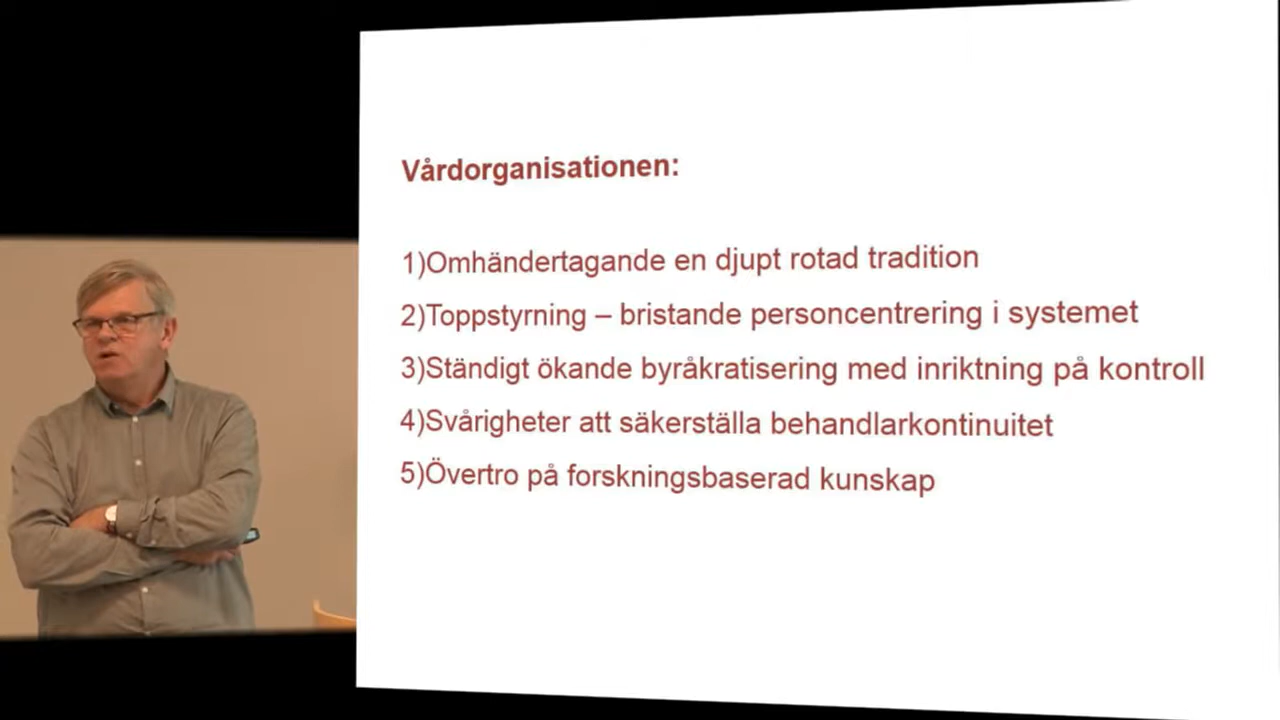 Vårdorganisationen:
1)Omhändertagande en djupt rotad tradition
2)Toppstyrning – bristande personcentrering i systemet
3)Ständigt ökande byråkratisering med inriktning på kontroll
4)Svårigheter att säkerställa behandlarkontinuitet
5)Övertro på forskningsbaserad kunskap